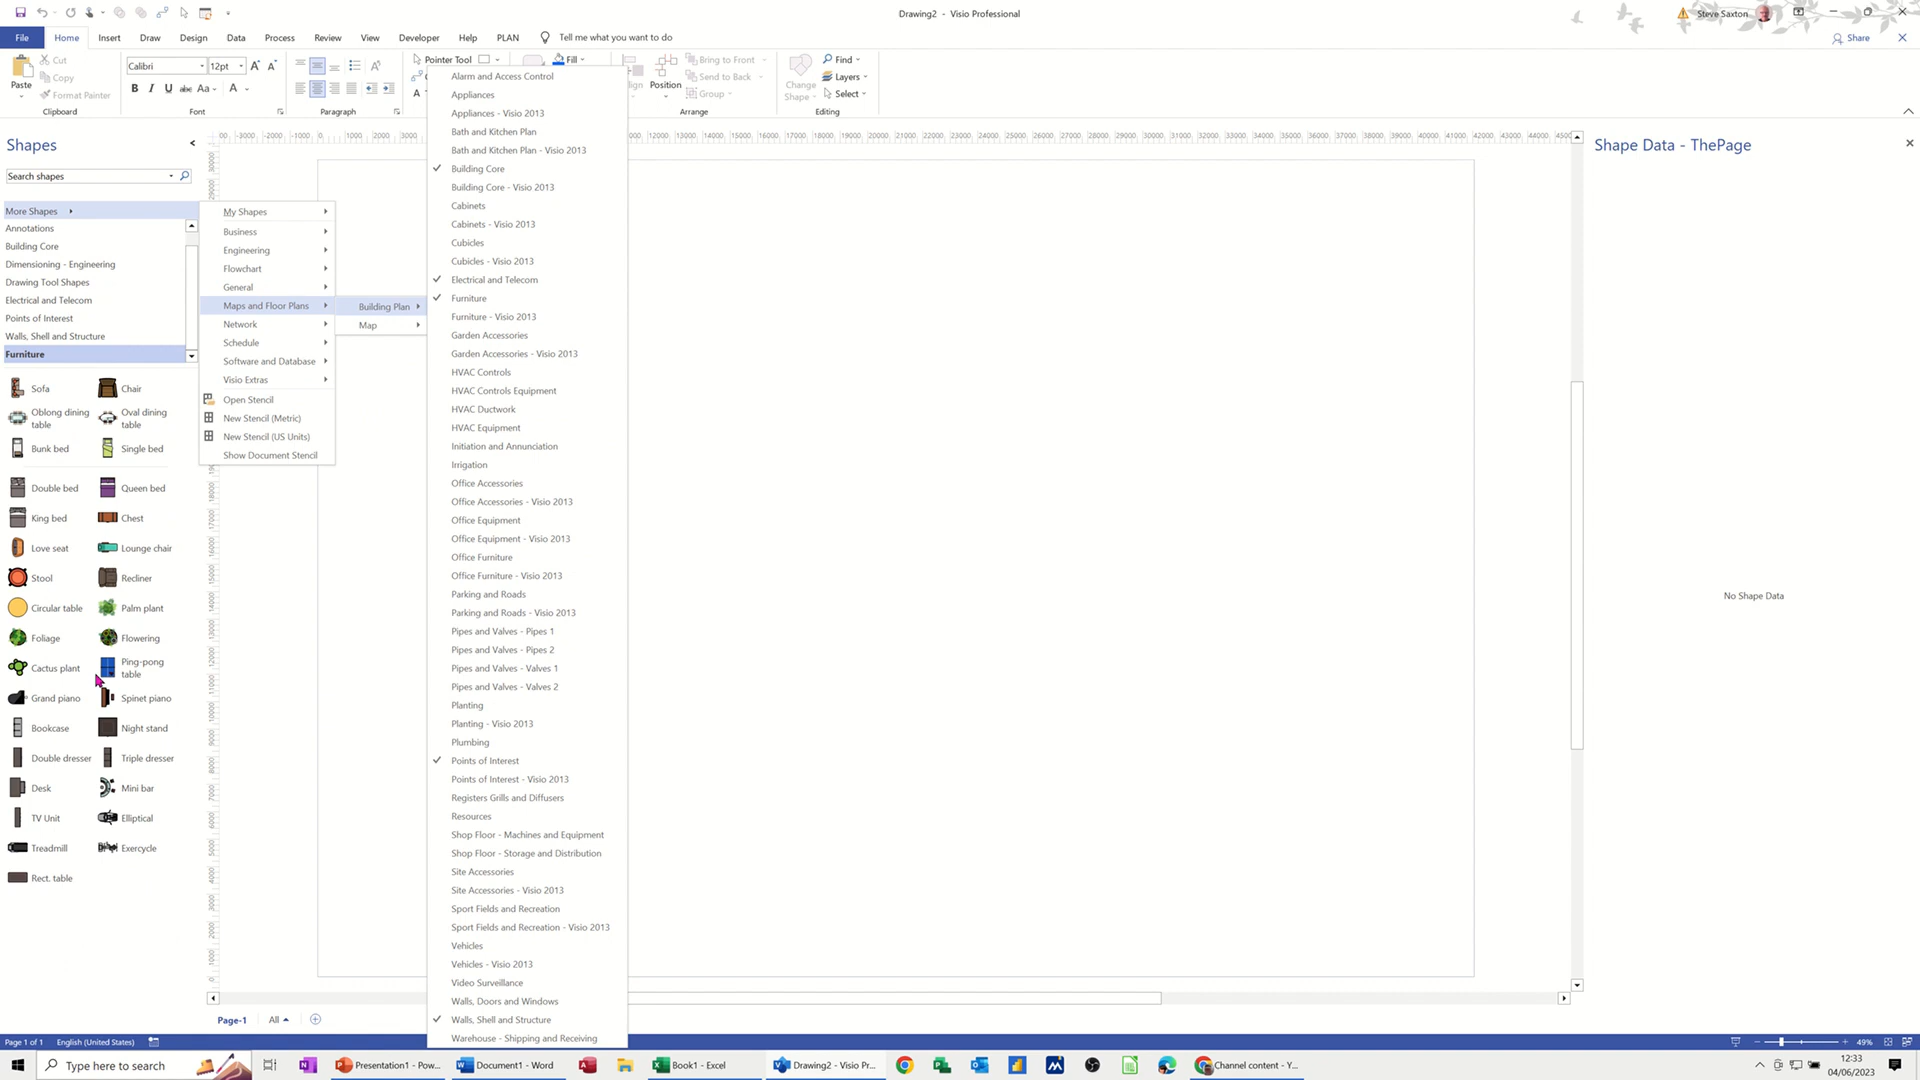 Drawing2 - Visio Professional
Steve Saxton
File
Home
Insert
Draw
Design
Data
Process
Review
View
Developer
Help
PLAN
Tell me what you want to do
Share
Paste
Cut
Copy
Format Painter
Clipboard
Calibri
12pt
Font
Paragraph
Pointer Tool
Fill
Position
Bring to Front
Send to Back
Group
Arrange
Change Shape
Find
Layers
Select
Editing
Shapes
Search shapes
More Shapes
Annotations
Building Core
Dimensioning - Engineering
Drawing Tool Shapes
Electrical and Telecom
Points of Interest
Walls, Shell and Structure
Furniture
Sofa
Chair
Oblong dining table
Oval dining table
Bunk bed
Single bed
Double bed
Queen bed
King bed
Chest
Love seat
Lounge chair
Stool
Recliner
Circular table
Palm plant
Foliage
Flowering
Cactus plant
Ping-pong table
Grand piano
Spinet piano
Bookcase
Night stand
Double dresser
Triple dresser
Desk
Mini bar
TV Unit
Elliptical
Treadmill
Exercycle
Rect. table
My Shapes
Business
Engineering
Flowchart
General
Maps and Floor Plans
Network
Schedule
Software and Database
Visio Extras
Open Stencil
New Stencil (Metric)
New Stencil (US Units)
Show Document Stencil
Building Plan
Map
Alarm and Access Control
Appliances
Appliances - Visio 2013
Bath and Kitchen Plan
Bath and Kitchen Plan - Visio 2013
Building Core
Building Core - Visio 2013
Cabinets
Cabinets - Visio 2013
Cubicles
Cubicles - Visio 2013
Electrical and Telecom
Furniture
Furniture - Visio 2013
Garden Accessories
Garden Accessories - Visio 2013
HVAC Controls
HVAC Controls Equipment
HVAC Ductwork
HVAC Equipment
Initiation and Annunciation
Irrigation
Office Accessories
Office Accessories - Visio 2013
Office Equipment
Office Equipment - Visio 2013
Office Furniture
Office Furniture - Visio 2013
Parking and Roads
Parking and Roads - Visio 2013
Pipes and Valves - Pipes 1
Pipes and Valves - Pipes 2
Pipes and Valves - Valves 1
Pipes and Valves - Valves 2
Planting
Planting - Visio 2013
Plumbing
Points of Interest
Points of Interest - Visio 2013
Registers Grills and Diffusers
Resources
Shop Floor - Machines and Equipment
Shop Floor - Storage and Distribution
Site Accessories
Site Accessories - Visio 2013
Sport Fields and Recreation
Sport Fields and Recreation - Visio 2013
Vehicles
Vehicles - Visio 2013
Video Surveillance
Walls, Doors and Windows
Walls, Shell and Structure
Warehouse - Shipping and Receiving
Shape Data - ThePage
No Shape Data
Page-1
All
Page 1 of 1
English (United States)
49%
Type here to search
Presentation1 - Pow...
Document1 - Word
Book1 - Excel
Drawing2 - Visio Pr...
Channel content - Y...
12:33
04/06/2023